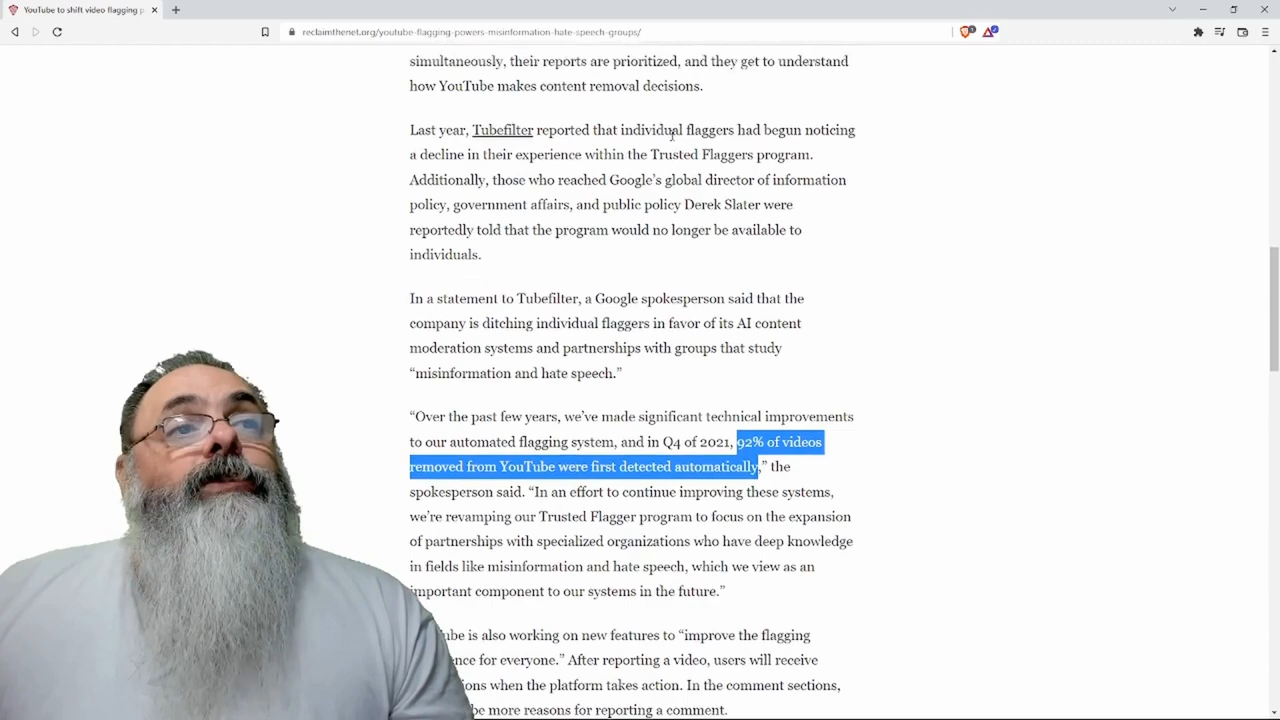 YouTube to shift video flagging p
reclaimthenet.org/youtube-flagging-powers-misinformation-hate-speech-groups/
simultaneously, their reports are prioritized, and they get to understand
how YouTube makes content removal decisions.
Last year, Tubefilter reported that individual flaggers had begun noticing
a decline in their experience within the Trusted Flaggers program.
Additionally, those who reached Google’s global director of information
policy, government affairs, and public policy Derek Slater were
reportedly told that the program would no longer be available to
individuals.
In a statement to Tubefilter, a Google spokesperson said that the
company is ditching individual flaggers in favor of its AI content
moderation systems and partnerships with groups that study
“misinformation and hate speech.”
“Over the past few years, we’ve made significant technical improvements
to our automated flagging system, and in Q4 of 2021, 92% of videos
removed from YouTube were first detected automatically,” the
spokesperson said. “In an effort to continue improving these systems,
we’re revamping our Trusted Flagger program to focus on the expansion
of partnerships with specialized organizations who have deep knowledge
in fields like misinformation and hate speech, which we view as an
important component to our systems in the future.”
ube is also working on new features to “improve the flagging
ence for everyone.” After reporting a video, users will receive
ions when the platform takes action. In the comment sections,
be more reasons for reporting a comment.